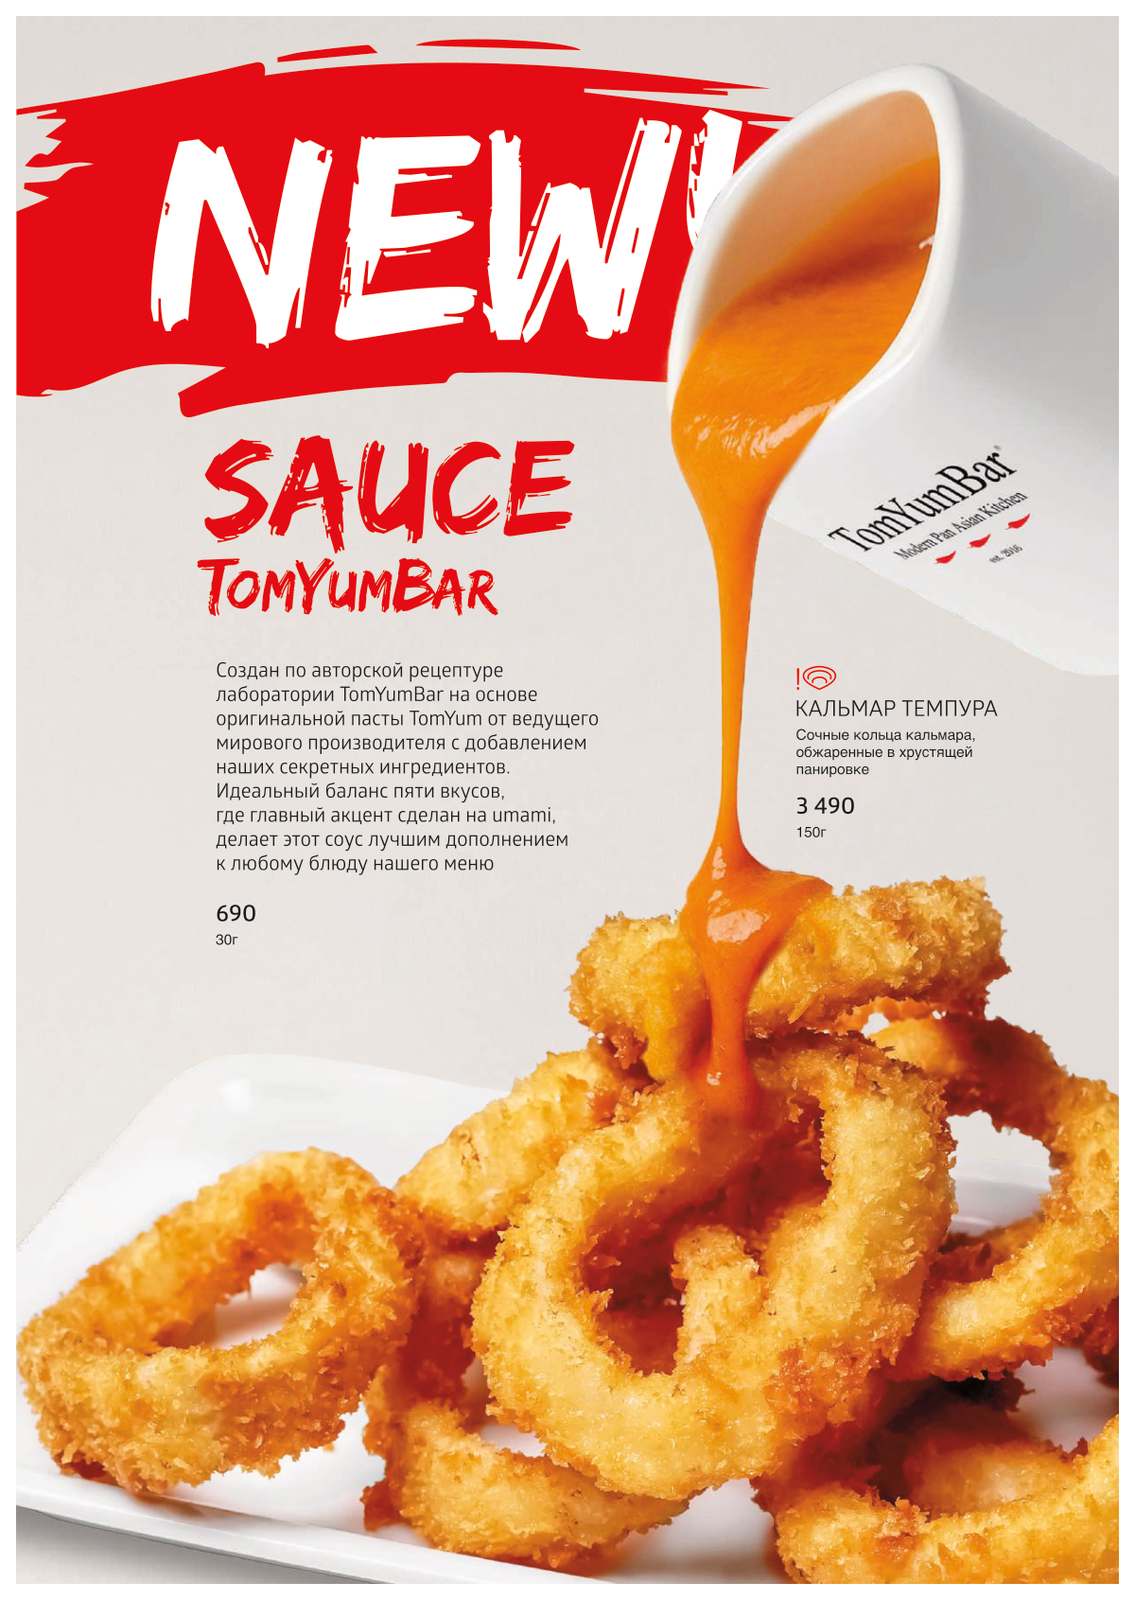 NEW!
SAUCE
TOMYUMBAR
TomYumBar®
Modern Pan Asian Kitchen
est. 2016
Создан по авторской рецептуре
лаборатории TomYumBar на основе
оригинальной пасты TomYum от ведущего
мирового производителя с добавлением
наших секретных ингредиентов.
Идеальный баланс пяти вкусов,
где главный акцент сделан на umami,
делает этот соус лучшим дополнением
к любому блюду нашего меню
690
30г
!
КАЛЬМАР ТЕМПУРА
Сочные кольца кальмара,
обжаренные в хрустящей
панировке
3 490
150г